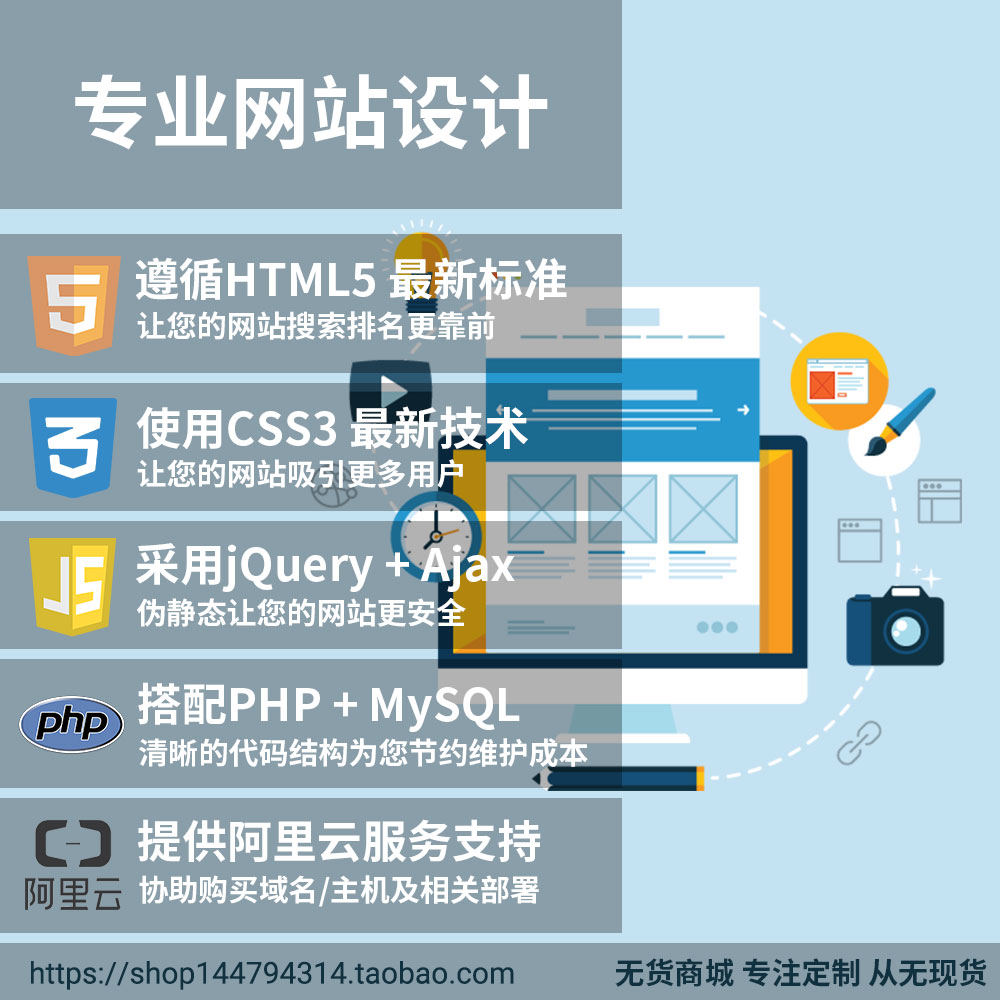 专业网站设计
5
遵循HTML5 最新标准
让您的网站搜索排名更靠前
3
使用CSS3 最新技术
让您的网站吸引更多用户
JS
采用jQuery + Ajax
伪静态让您的网站更安全
php
搭配PHP + MySQL
清晰的代码结构为您节约维护成本
阿里云
提供阿里云服务支持
协助购买域名/主机及相关部署
https://shop144794314.taobao.com
无货商城 专注定制 从无现货